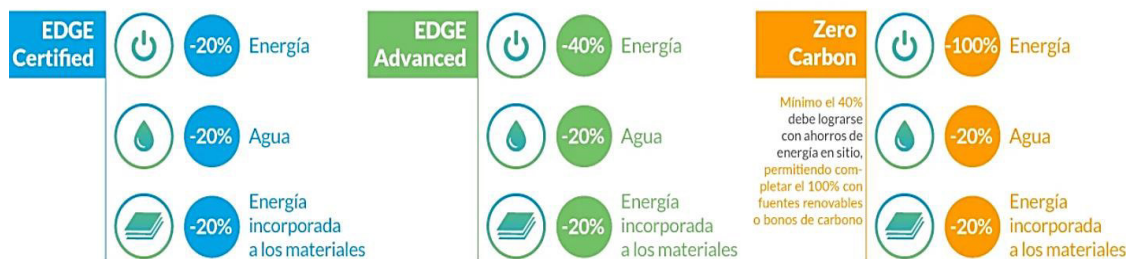 EDGE
Certified
-20%
Energía
-20%
Agua
-20%
Energía
incorporada
a los materiales
EDGE
Advanced
-40%
Energía
-20%
Agua
-20%
Energía
incorporada
a los materiales
Zero
Carbon
Mínimo el 40%
debe lograrse
con ahorros de
energía en sitio,
permitiendo com-
pletar el 100% con
fuentes renovables
o bonos de carbono
-100%
Energía
-20%
Agua
-20%
Energía
incorporada
a los materiales